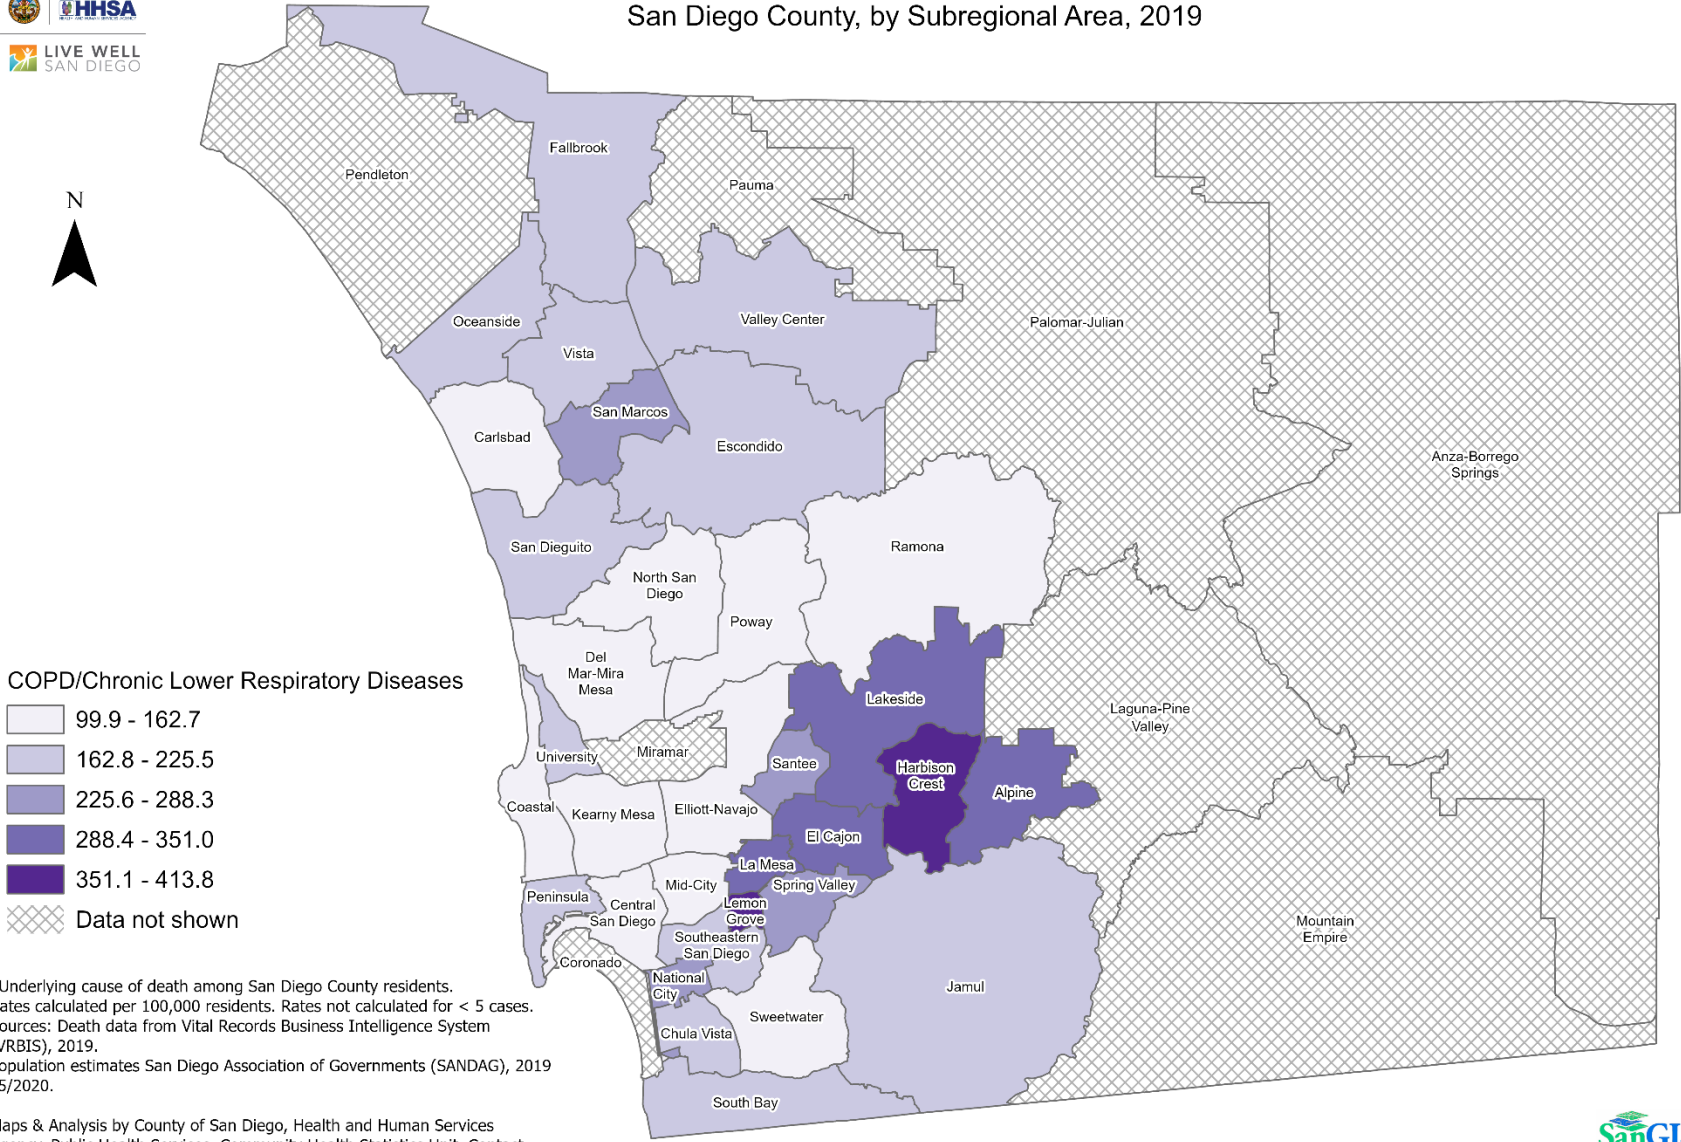 HHSA
LIVE WELL
SAN DIEGO
San Diego County, by Subregional Area, 2019
N
Pendleton
Fallbrook
Pauma
Oceanside
Vista
Valley Center
Palomar-Julian
San Marcos
Carlsbad
Escondido
Anza-Borrego
Springs
San Dieguito
Ramona
North San
Diego
Poway
Del
Mar-Mira
Mesa
Lakeside
Laguna-Pine
Valley
University
Miramar
Santee
Harbison
Crest
Alpine
Coastal
Kearny Mesa
Elliott-Navajo
El Cajon
La Mesa
Mid-City
Spring Valley
Peninsula
Central
San Diego
Lemon
Grove
Mountain
Empire
Southeastern
San Diego
Coronado
National
City
Jamul
Sweetwater
Chula Vista
South Bay
COPD/Chronic Lower Respiratory Diseases
99.9 - 162.7
162.8 - 225.5
225.6 - 288.3
288.4 - 351.0
351.1 - 413.8
Data not shown
Underlying cause of death among San Diego County residents.
ates calculated per 100,000 residents. Rates not calculated for < 5 cases.
ources: Death data from Vital Records Business Intelligence System
VRBIS), 2019.
opulation estimates San Diego Association of Governments (SANDAG), 2019
5/2020.
aps & Analysis by County of San Diego, Health and Human Services
SanGI